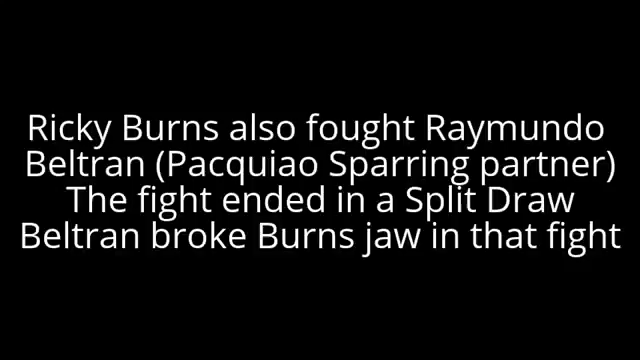 Ricky Burns also fought Raymundo
Beltran (Pacquiao Sparring partner)
The fight ended in a Split Draw
Beltran broke Burns jaw in that fight